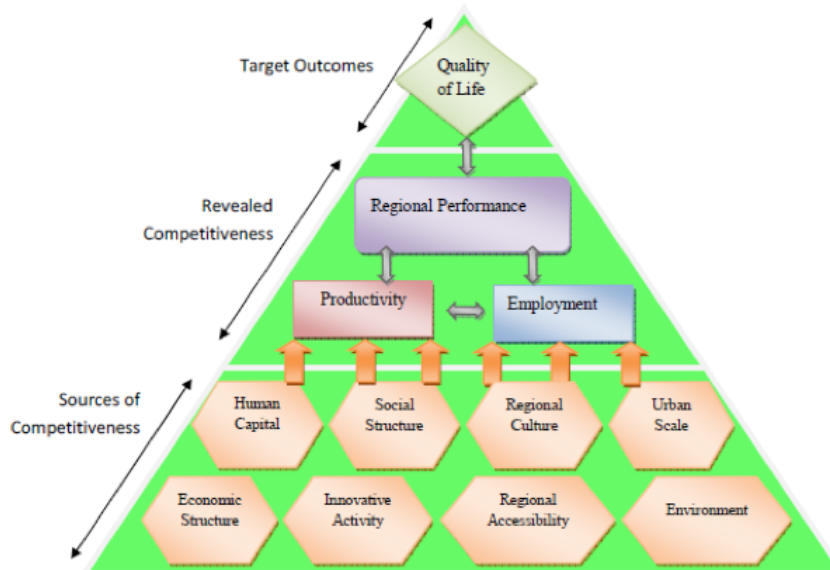 Target Outcomes
Quality
of Life
Revealed
Competitiveness
Regional Performance
Productivity
Employment
Sources of
Competitiveness
Human
Capital
Social
Structure
Regional
Culture
Urban
Scale
Economic
Structure
Innovative
Activity
Regional
Accessibility
Environment